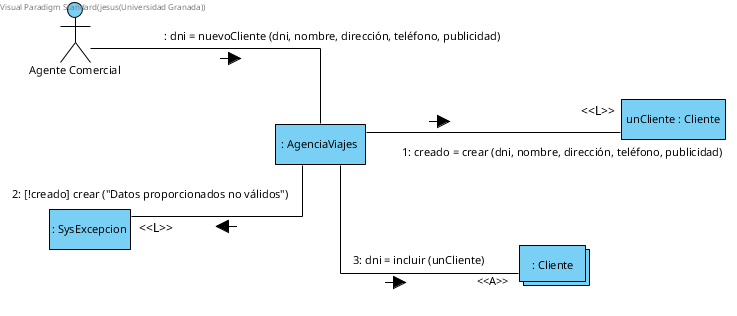 Visual Paradigm Standard(jesus(Universidad Granada))
: dni = nuevoCliente (dni, nombre, dirección, teléfono, publicidad)
Agente Comercial
<<L>>
unCliente : Cliente
: AgenciaViajes
1: creado = crear (dni, nombre, dirección, teléfono, publicidad)
2: [!creado] crear ("Datos proporcionados no válidos")
: SysExcepcion
<<L>>
3: dni = incluir (unCliente)
: Cliente
<<A>>